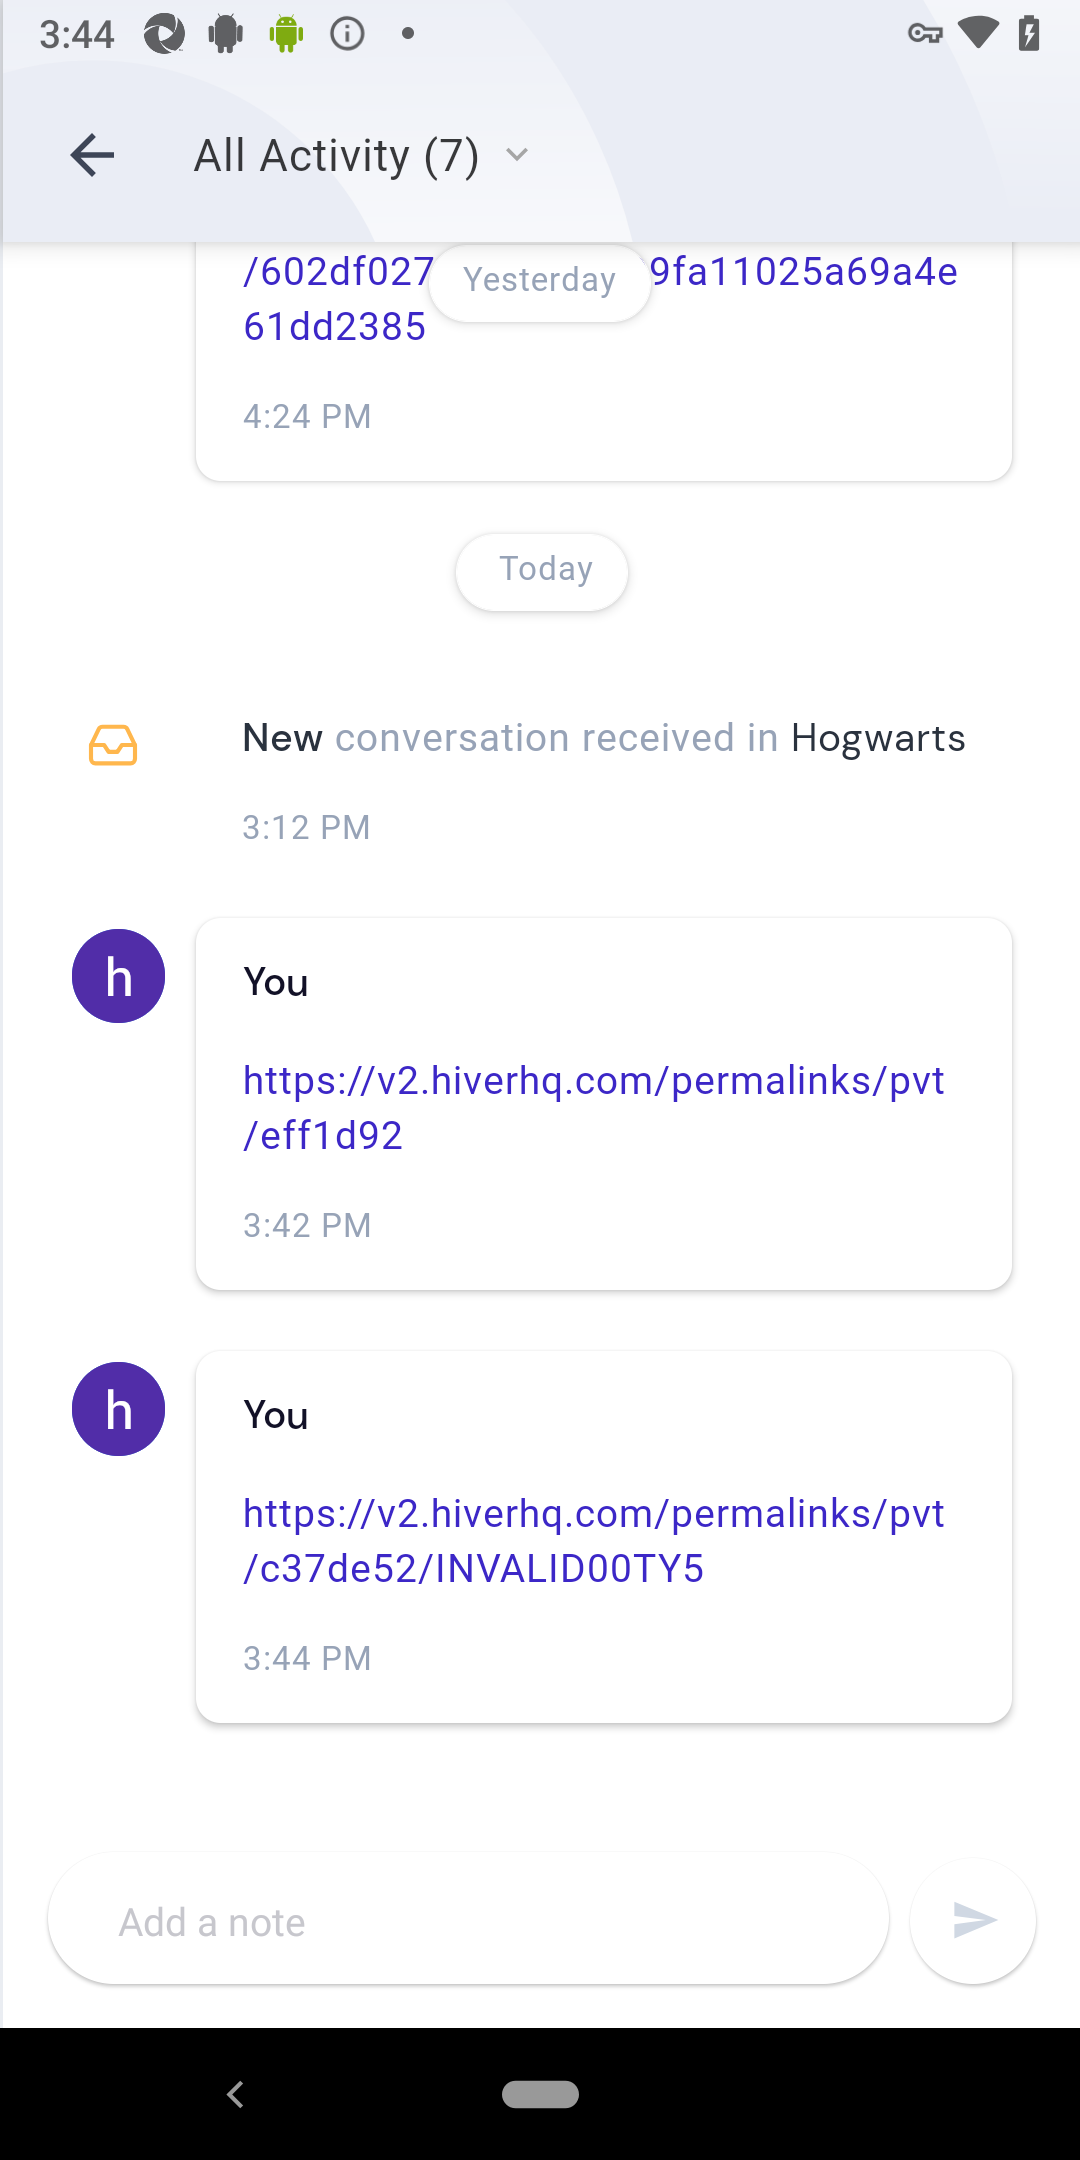 3:44
All Activity (7)
/602df027 9fa11025a69a4e
Yesterday
61dd2385
4:24 PM
Today
New conversation received in Hogwarts
3:12 PM
h
You
https://v2.hiverhq.com/permalinks/pvt
/eff1d92
3:42 PM
h
You
https://v2.hiverhq.com/permalinks/pvt
/c37de52/INVALID00TY5
3:44 PM
Add a note